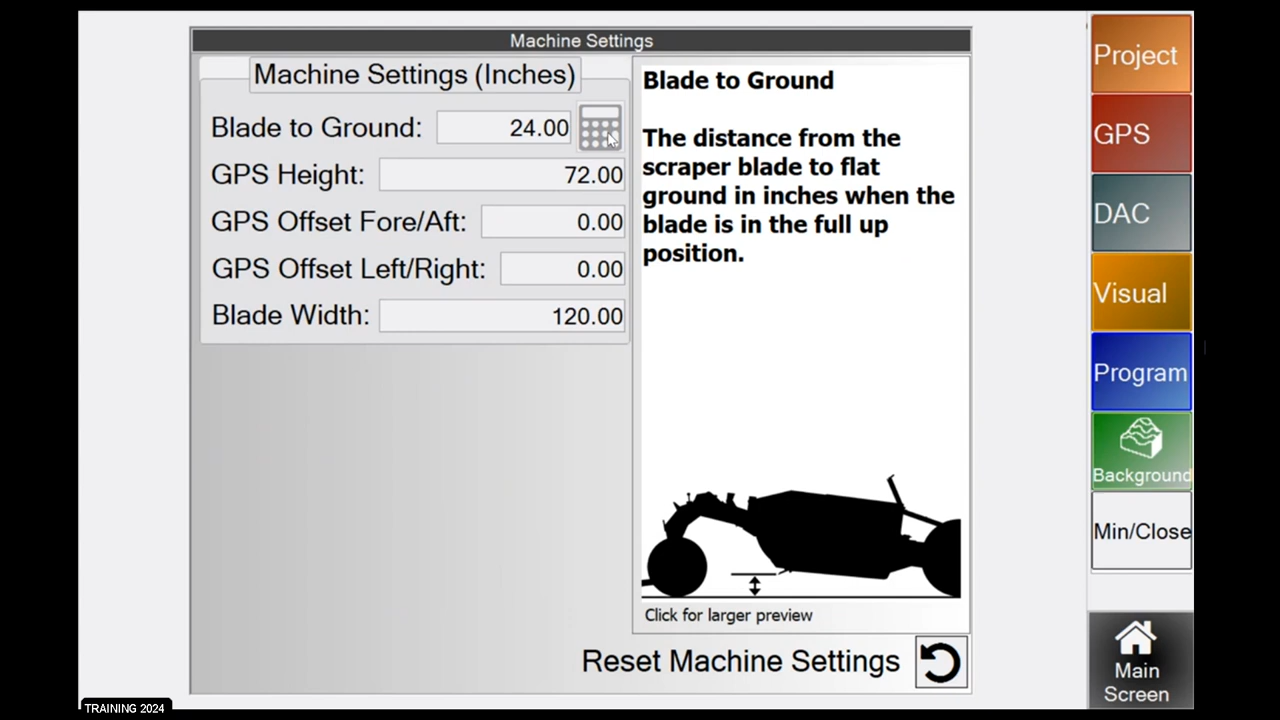 Machine Settings
Machine Settings (Inches)
Blade to Ground: 24.00
GPS Height: 72.00
GPS Offset Fore/Aft: 0.00
GPS Offset Left/Right: 0.00
Blade Width: 120.00
Blade to Ground
The distance from the
scraper blade to flat
ground in inches when the
blade is in the full up
position.
Click for larger preview
Reset Machine Settings
Project
GPS
DAC
Visual
Program
Background
Min/Close
Main
Screen
TRAINING 2024